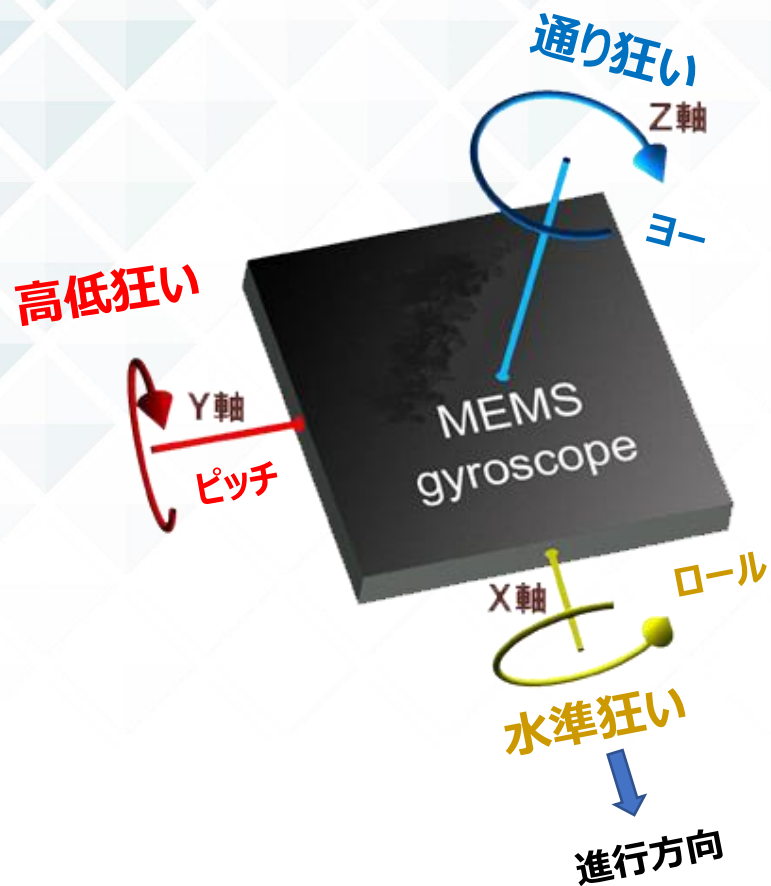 通り狂い
Z軸
ヨー
高低狂い
Y軸
ピッチ
MEMS
gyroscope
X軸
ロール
水準狂い
進行方向